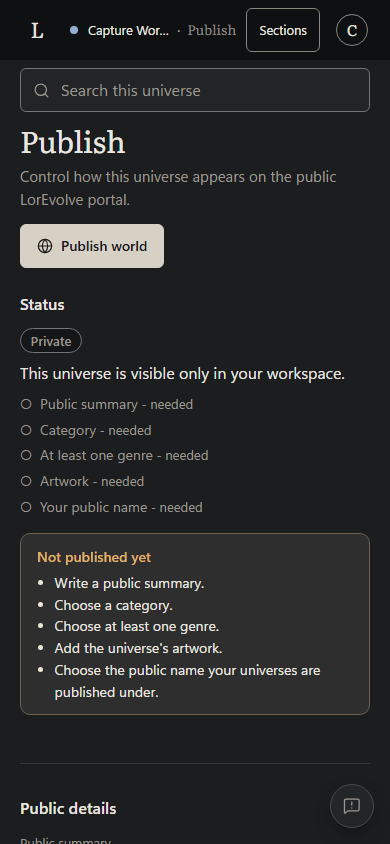 L
Capture Wor... · Publish
Sections
C
Search this universe
Publish
Control how this universe appears on the public
LorEvolve portal.
Publish world
Status
Private
This universe is visible only in your workspace.
Public summary - needed
Category - needed
At least one genre - needed
Artwork - needed
Your public name - needed
Not published yet
Write a public summary.
Choose a category.
Choose at least one genre.
Add the universe's artwork.
Choose the public name your universes are
published under.
Public details
Public summary